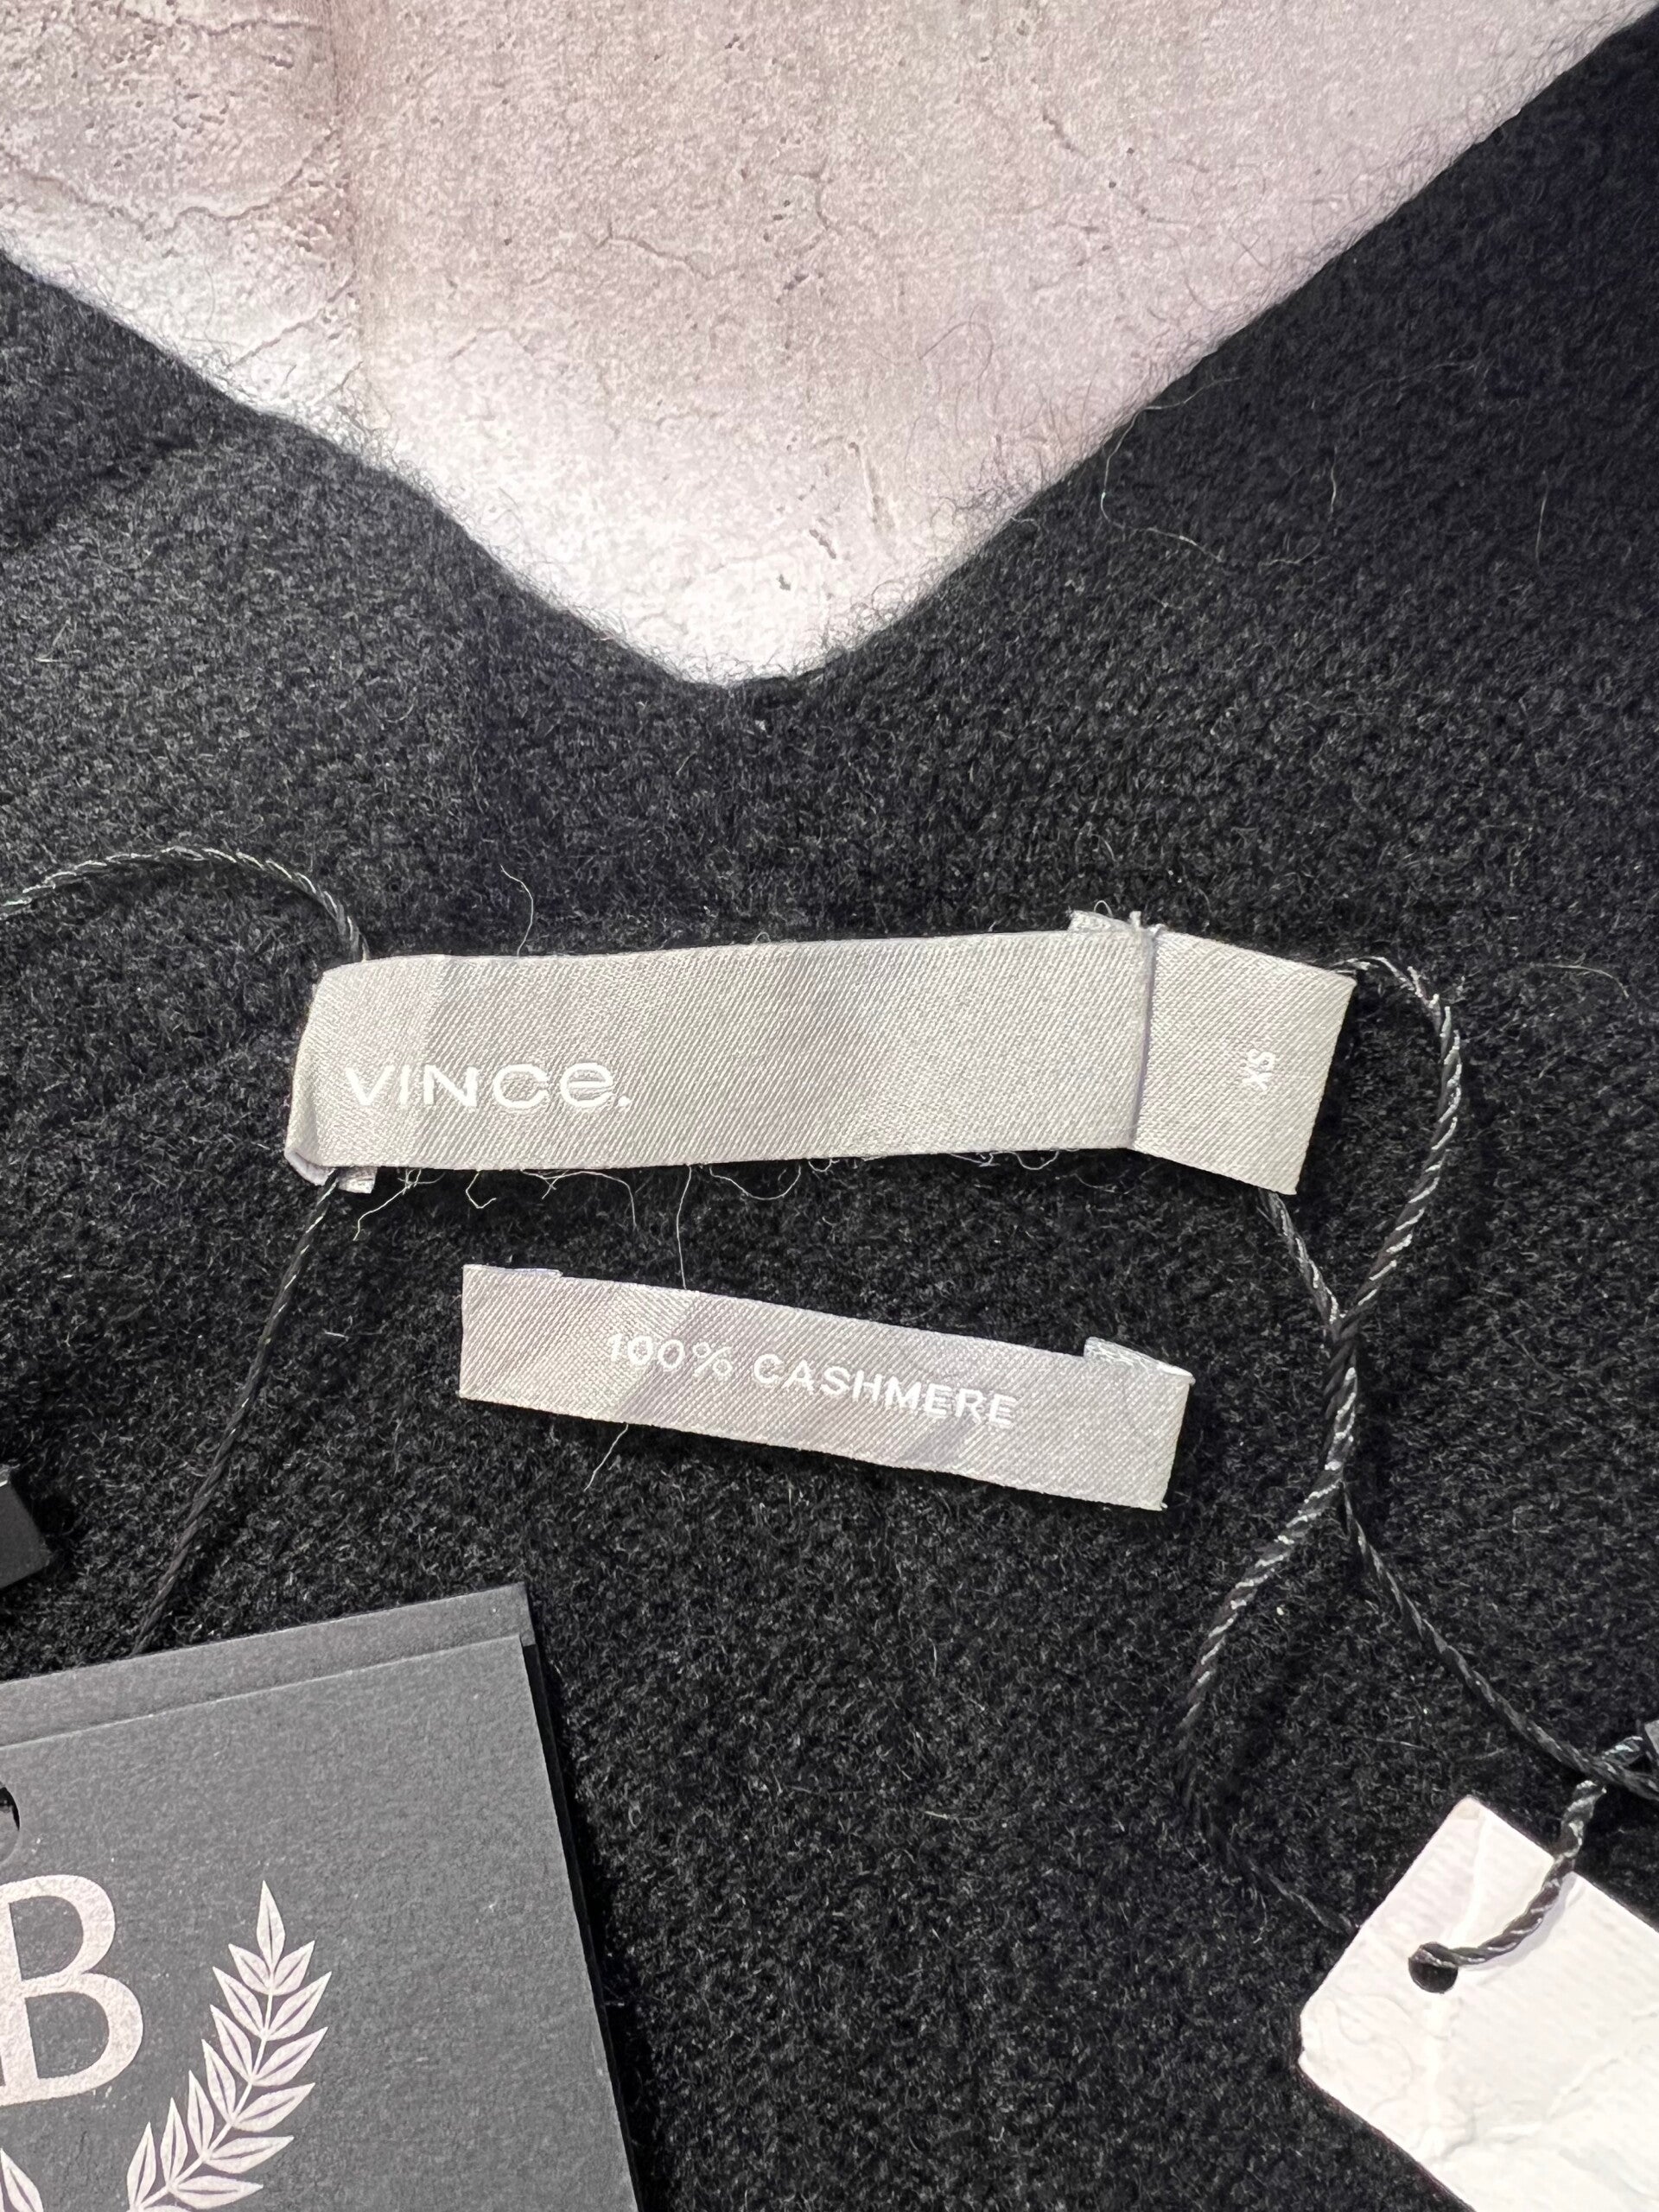 VINCE.
XS
100% CASHMERE
B